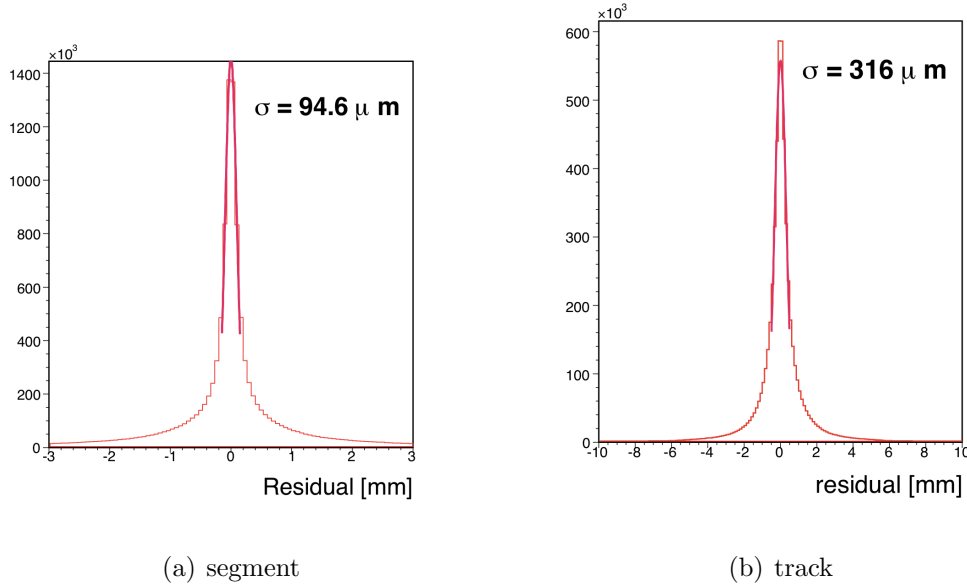 ×10³
1400
1200
1000
800
600
400
200
0
σ = 94.6 μ m
-3 -2 -1 0 1 2 3
Residual [mm]
(a) segment
×10³
600
500
400
300
200
100
0
σ = 316 μ m
-10 -8 -6 -4 -2 0 2 4 6 8 10
residual [mm]
(b) track